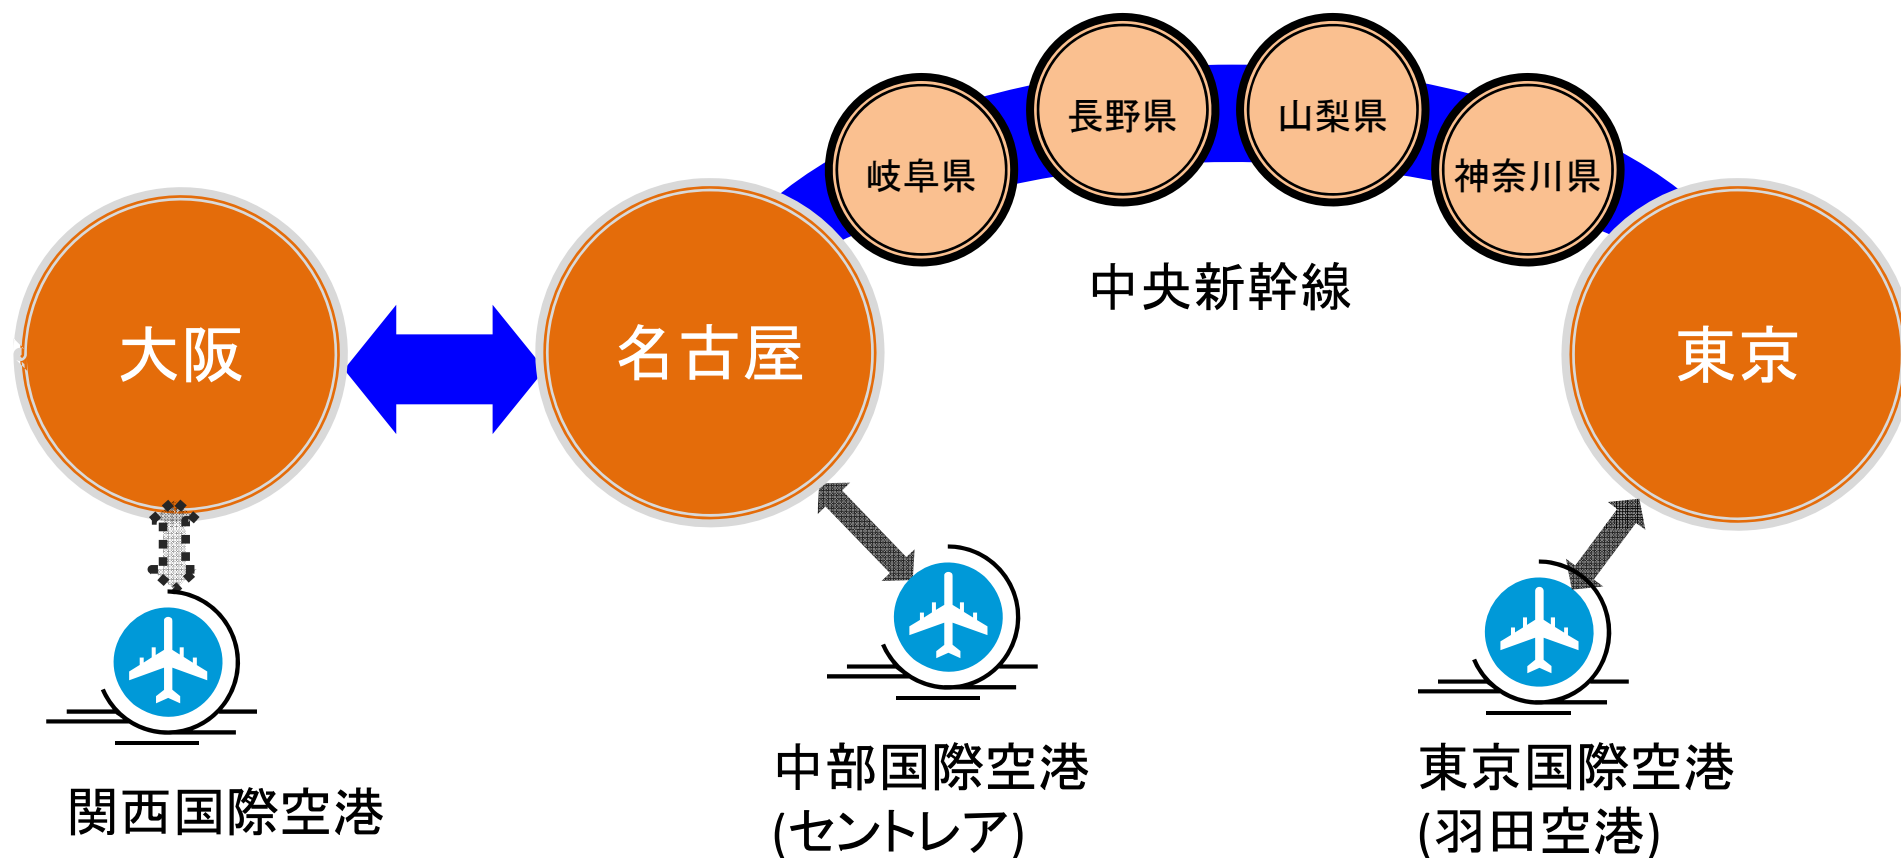 長野県
山梨県
岐阜県
神奈川県
中央新幹線
大阪
名古屋
東京
関西国際空港
中部国際空港
(セントレア)
東京国際空港
(羽田空港)